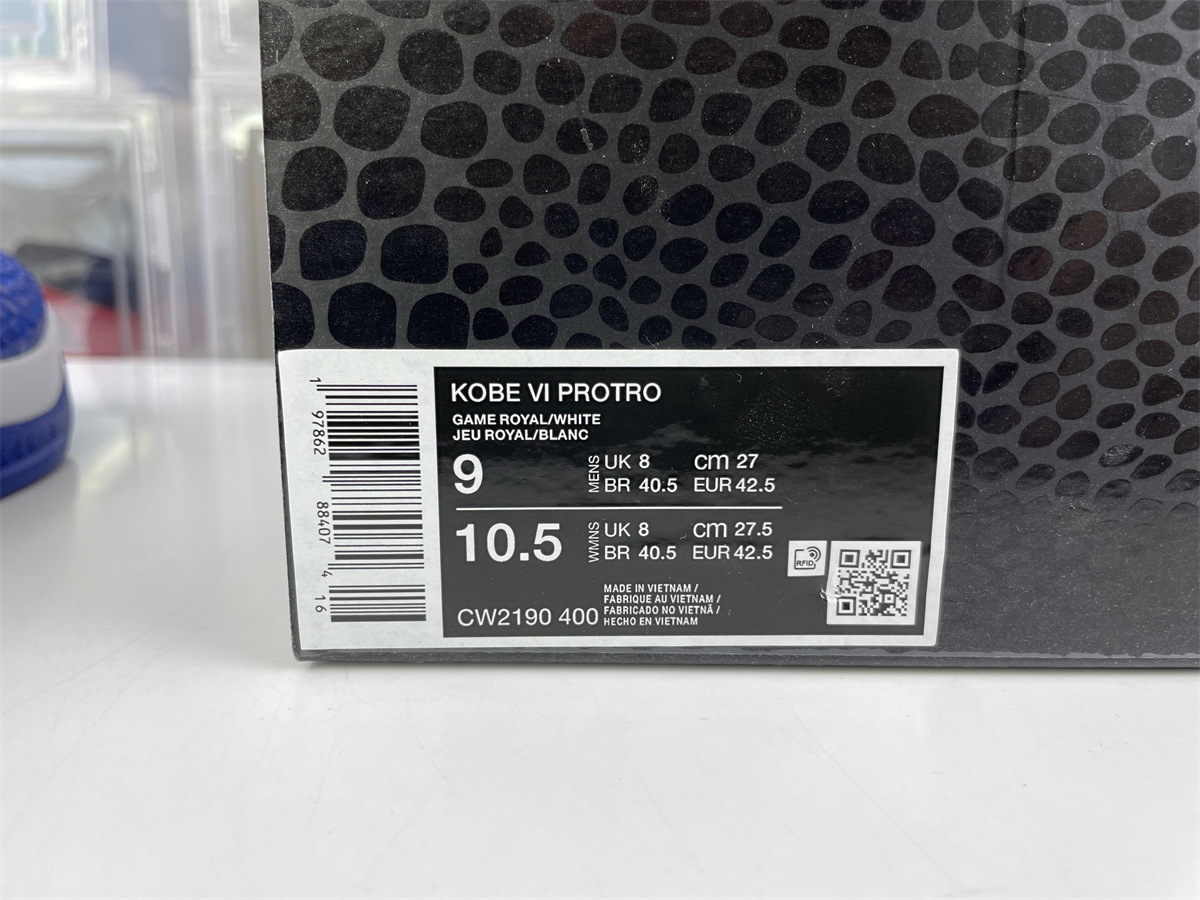 KOBE VI PROTRO
GAME ROYAL/WHITE
JEU ROYAL/BLANC
9 MENS UK 8 cm 27
BR 40.5 EUR 42.5
10.5 WMNS UK 8 cm 27.5
BR 40.5 EUR 42.5
RFID
MADE IN VIETNAM /
FABRIQUE AU VIETNAM /
FABRICADO NO VIETNÃ /
HECHO EN VIETNAM
CW2190 400
1 97862 88407 4 16